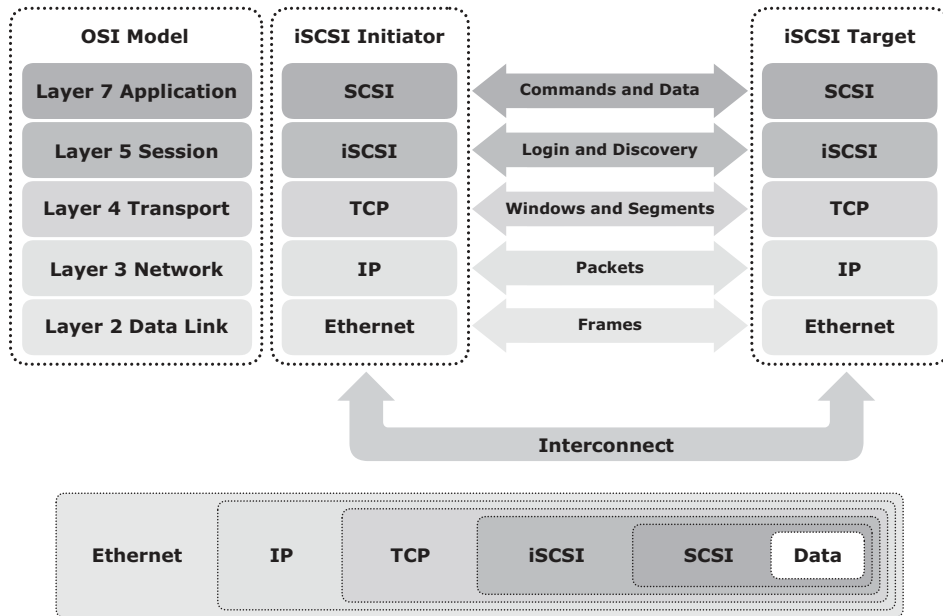 OSI Model
iSCSI Initiator
iSCSI Target
Layer 7 Application
SCSI
Commands and Data
SCSI
Layer 5 Session
iSCSI
Login and Discovery
iSCSI
Layer 4 Transport
TCP
Windows and Segments
TCP
Layer 3 Network
IP
Packets
IP
Layer 2 Data Link
Ethernet
Frames
Ethernet
Interconnect
Ethernet
IP
TCP
iSCSI
SCSI
Data